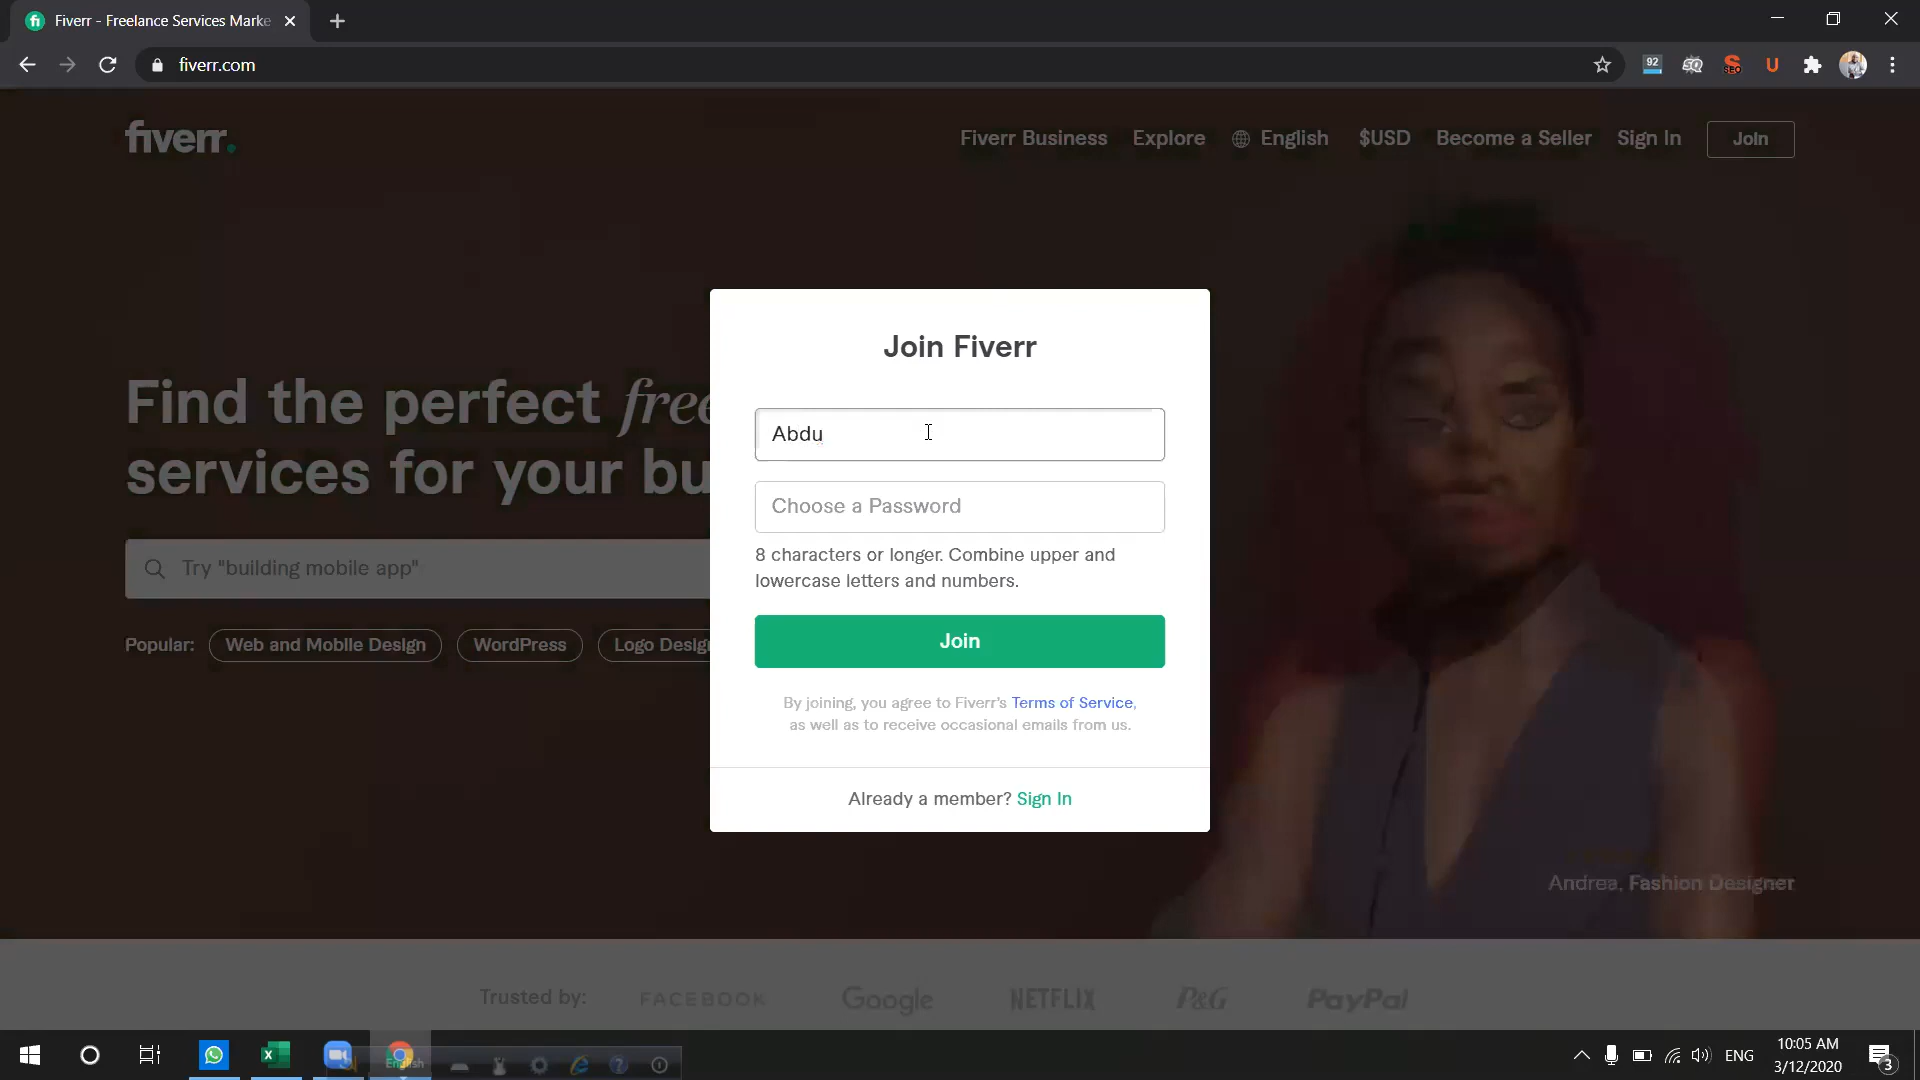 Fiverr - Freelance Services Marke
fiverr.com
92
fiverr.
Fiverr Business Explore English $USD Become a Seller Sign In Join
Join Fiverr
Find the perfect free
services for your bu
Abdu
Choose a Password
8 characters or longer. Combine upper and
lowercase letters and numbers.
Try "building mobile app"
Join
Popular: Web and Mobile Design WordPress Logo Desig
By joining, you agree to Fiverr's Terms of Service,
as well as to receive occasional emails from us.
Already a member? Sign In
Andrea, Fashion Designer
Trusted by: FACEBOOK Google NETFLIX P&G PayPal
English
ENG
10:05 AM
3/12/2020
3